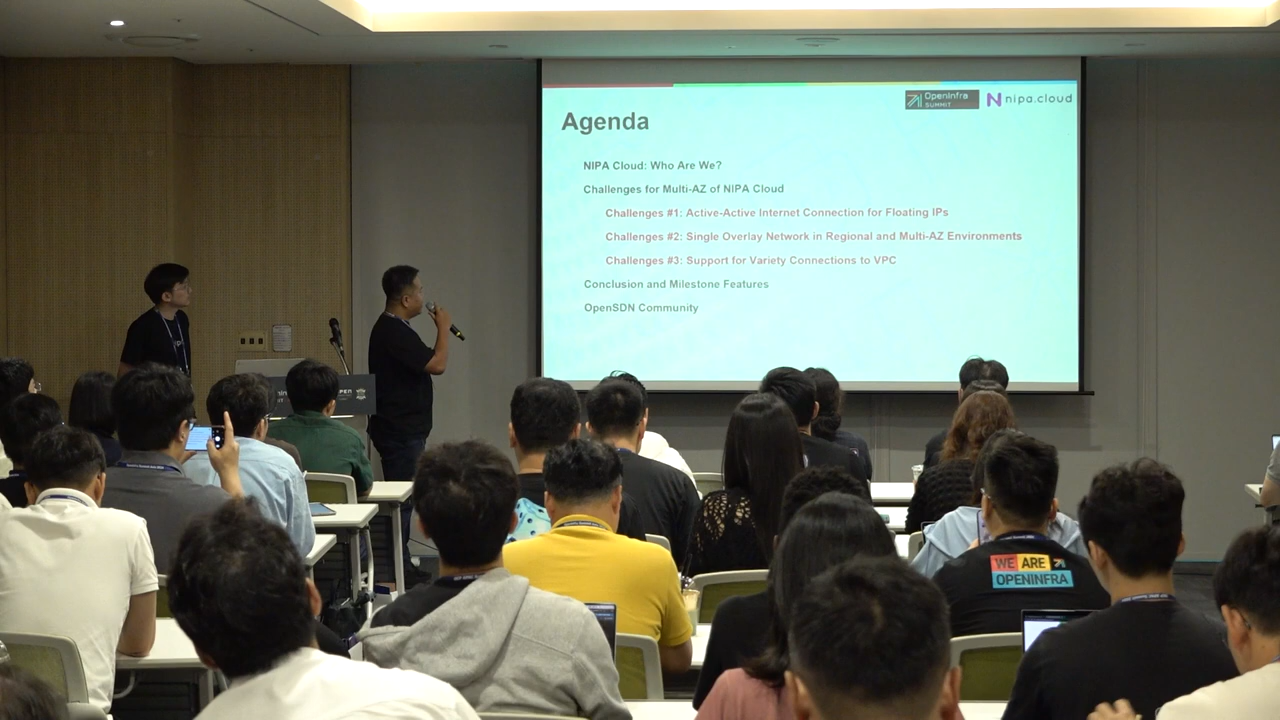 OpenInfra
SUMMIT
nipa.cloud
Agenda
NIPA Cloud: Who Are We?
Challenges for Multi-AZ of NIPA Cloud
Challenges #1: Active-Active Internet Connection for Floating IPs
Challenges #2: Single Overlay Network in Regional and Multi-AZ Environments
Challenges #3: Support for Variety Connections to VPC
Conclusion and Milestone Features
OpenSDN Community
WE ARE
OPENINFRA